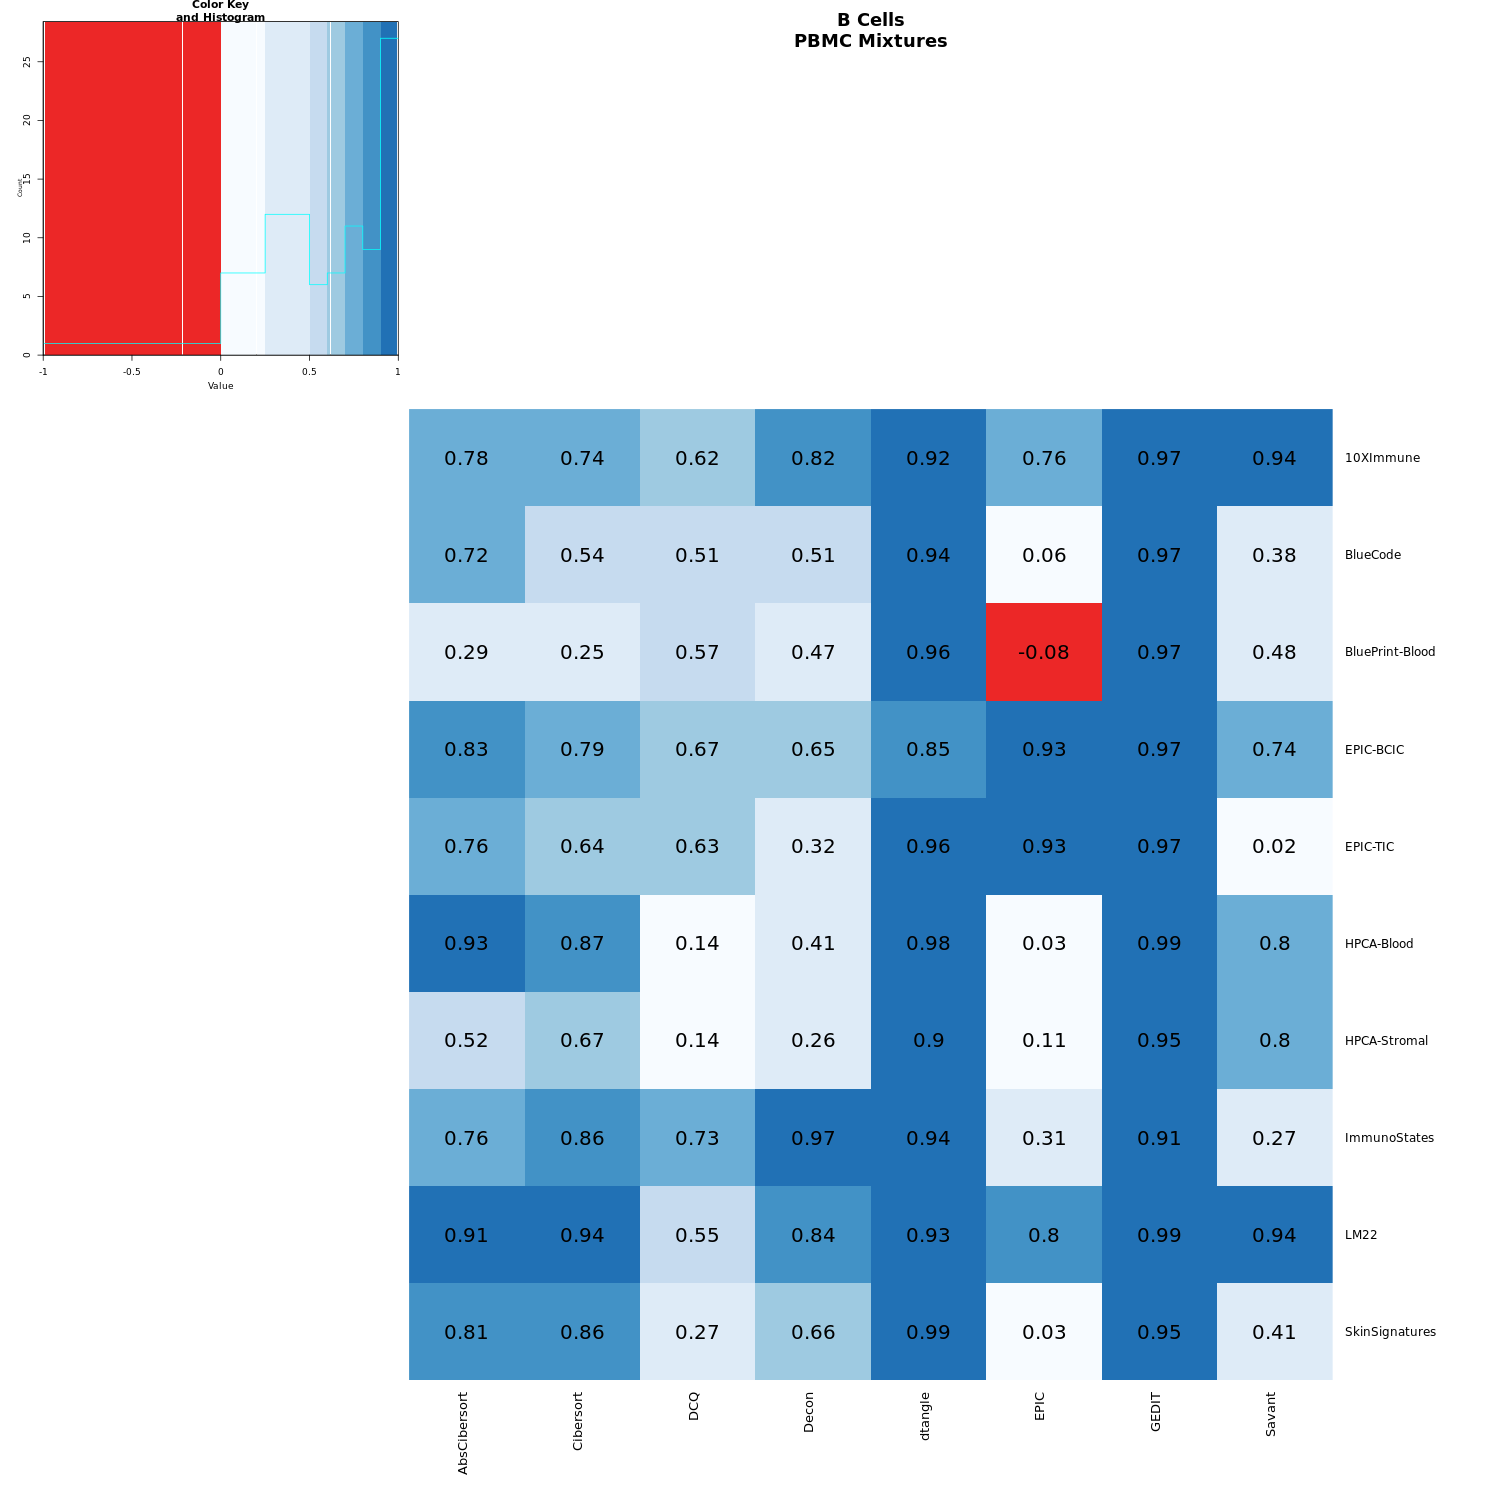 Color Key
and Histogram
B Cells
PBMC Mixtures
25
20
15
10
5
0
Count
-1 -0.5 0 0.5 1
Value
0.78 0.74 0.62 0.82 0.92 0.76 0.97 0.94 10XImmune
0.72 0.54 0.51 0.51 0.94 0.06 0.97 0.38 BlueCode
0.29 0.25 0.57 0.47 0.96 -0.08 0.97 0.48 BluePrint-Blood
0.83 0.79 0.67 0.65 0.85 0.93 0.97 0.74 EPIC-BCIC
0.76 0.64 0.63 0.32 0.96 0.93 0.97 0.02 EPIC-TIC
0.93 0.87 0.14 0.41 0.98 0.03 0.99 0.8 HPCA-Blood
0.52 0.67 0.14 0.26 0.9 0.11 0.95 0.8 HPCA-Stromal
0.76 0.86 0.73 0.97 0.94 0.31 0.91 0.27 ImmunoStates
0.91 0.94 0.55 0.84 0.93 0.8 0.99 0.94 LM22
0.81 0.86 0.27 0.66 0.99 0.03 0.95 0.41 SkinSignatures
AbsCibersort Cibersort DCQ Decon dtangle EPIC GEDIT Savant